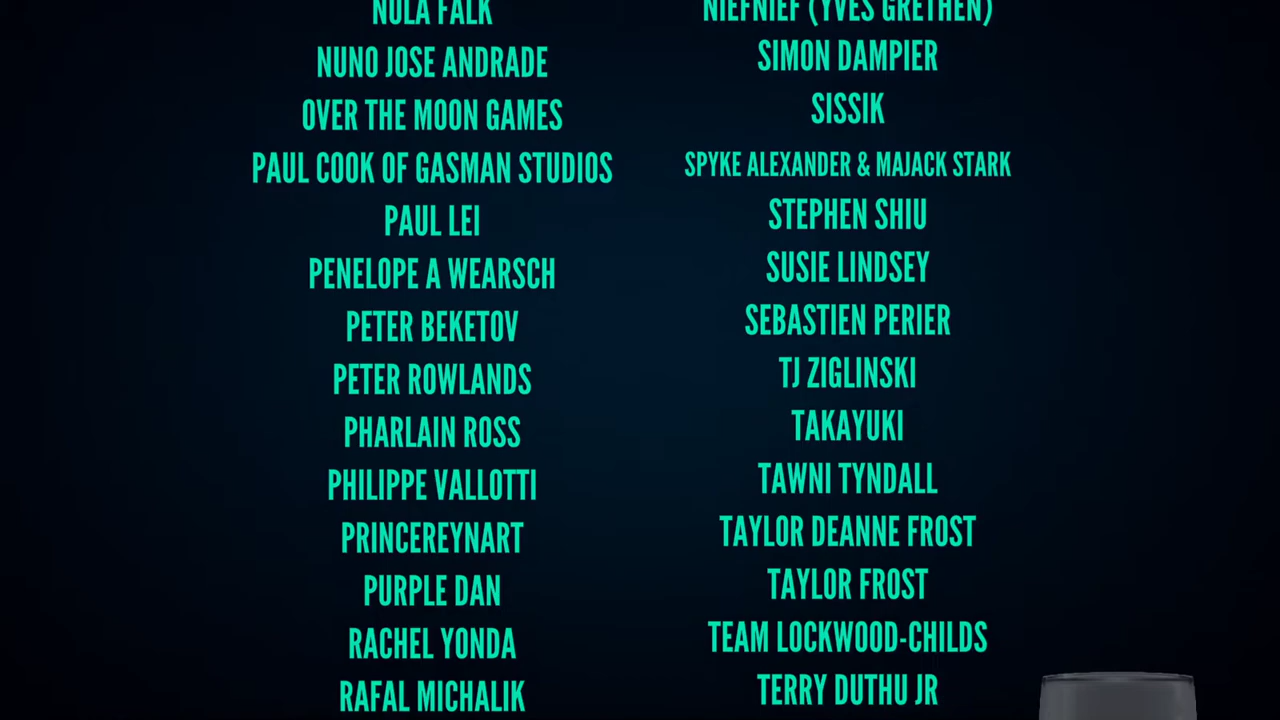 NOLA FALK
NUNO JOSE ANDRADE
OVER THE MOON GAMES
PAUL COOK OF GASMAN STUDIOS
PAUL LEI
PENELOPE A WEARSCH
PETER BEKETOV
PETER ROWLANDS
PHARLAIN ROSS
PHILIPPE VALLOTTI
PRINCEREYNART
PURPLE DAN
RACHEL YONDA
RAFAL MICHALIK
NIEFNIEF (YVES GRETHEN)
SIMON DAMPIER
SISSIK
SPYKE ALEXANDER & MAJACK STARK
STEPHEN SHIU
SUSIE LINDSEY
SEBASTIEN PERIER
TJ ZIGLINSKI
TAKAYUKI
TAWNI TYNDALL
TAYLOR DEANNE FROST
TAYLOR FROST
TEAM LOCKWOOD-CHILDS
TERRY DUTHU JR